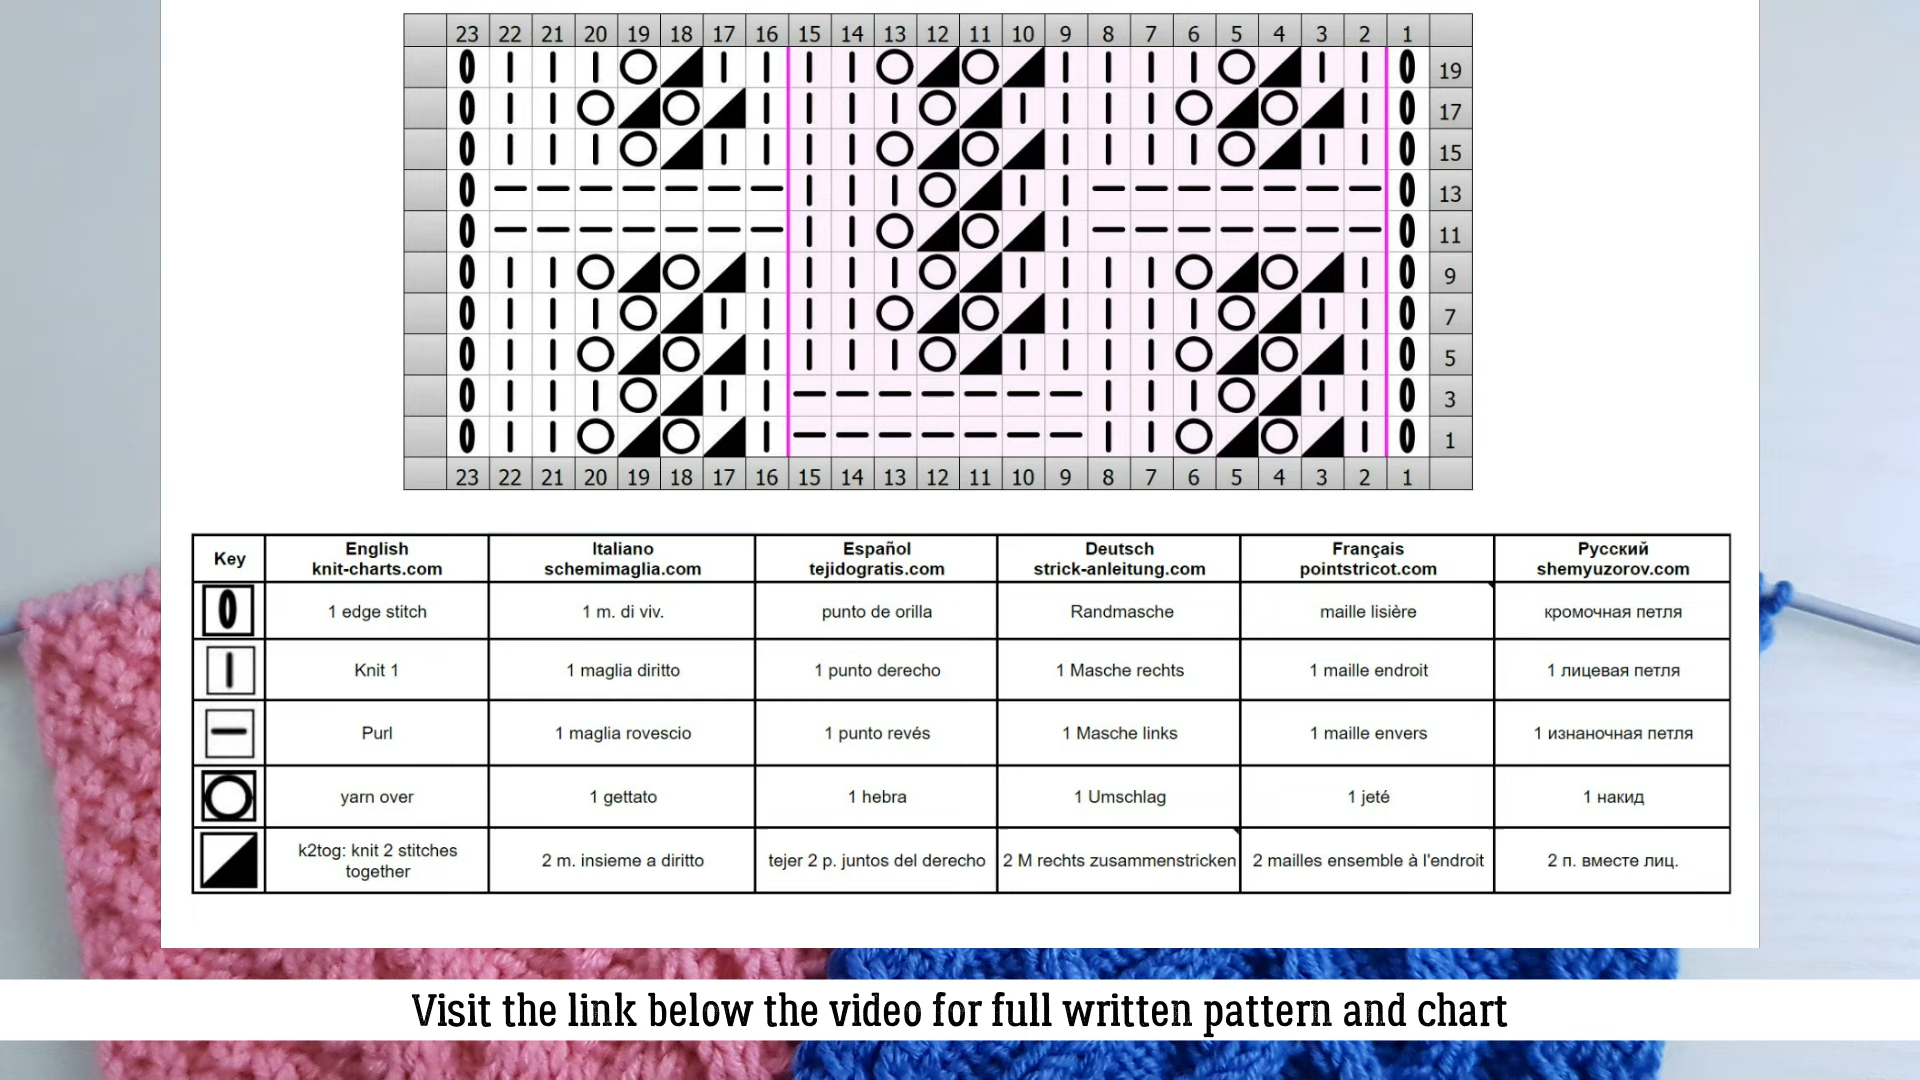 23 22 21 20 19 18 17 16 15 14 13 12 11 10 9 8 7 6 5 4 3 2 1
19
17
15
13
11
9
7
5
3
1
23 22 21 20 19 18 17 16 15 14 13 12 11 10 9 8 7 6 5 4 3 2 1
Key
English
knit-charts.com
Italiano
schemimaglia.com
Español
tejidogratis.com
Deutsch
strick-anleitung.com
Français
pointstricot.com
Русский
shemyuzorov.com
1 edge stitch
1 m. di viv.
punto de orilla
Randmasche
maille lisière
кромочная петля
Knit 1
1 maglia diritto
1 punto derecho
1 Masche rechts
1 maille endroit
1 лицевая петля
Purl
1 maglia rovescio
1 punto revés
1 Masche links
1 maille envers
1 изнаночная петля
yarn over
1 gettato
1 hebra
1 Umschlag
1 jeté
1 накид
k2tog: knit 2 stitches
together
2 m. insieme a diritto
tejer 2 p. juntos del derecho
2 M rechts zusammenstricken
2 mailles ensemble à l'endroit
2 п. вместе лиц.
Visit the link below the video for full written pattern and chart